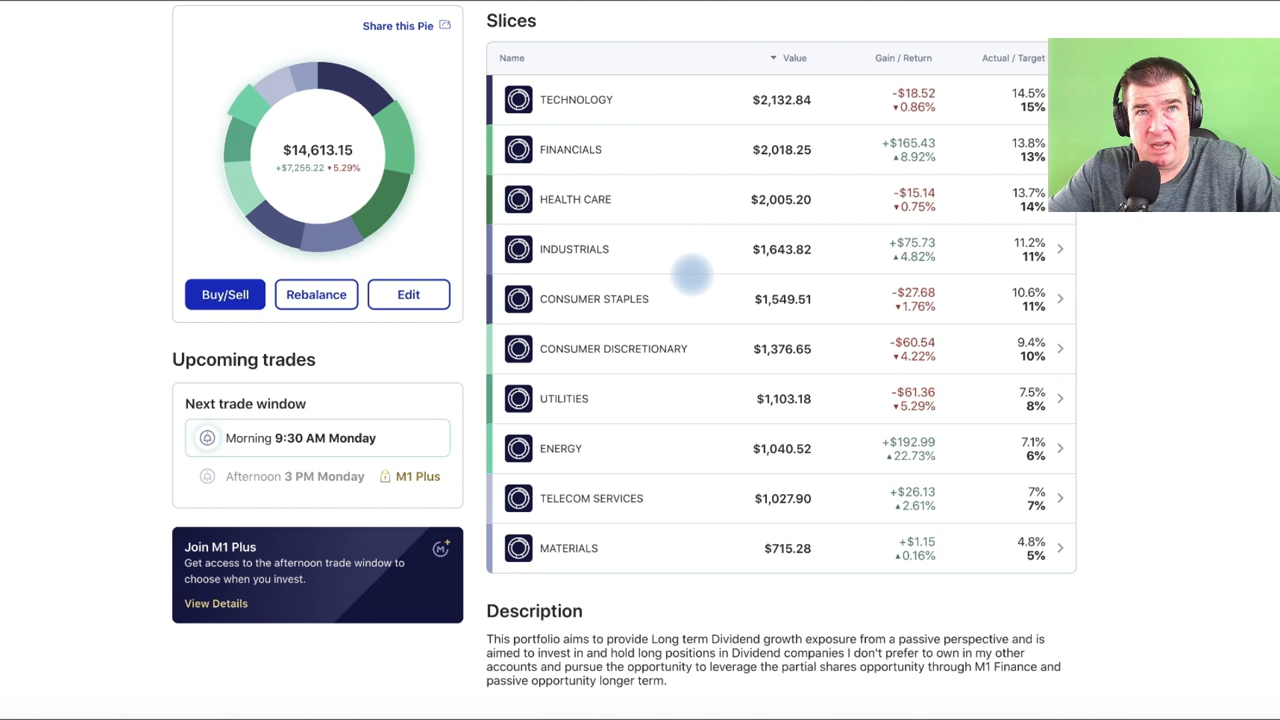 Share this Pie
$14,613.15
+$7,255.22 ▾5.29%
Buy/Sell
Rebalance
Edit
Upcoming trades
Next trade window
Morning 9:30 AM Monday
Afternoon 3 PM Monday M1 Plus
Join M1 Plus
Get access to the afternoon trade window to
choose when you invest.
View Details
Slices
Name ▾ Value Gain / Return Actual / Target
TECHNOLOGY $2,132.84 -$18.52 14.5%
▾0.86% 15%
FINANCIALS $2,018.25 +$165.43 13.8%
▴8.92% 13%
HEALTH CARE $2,005.20 -$15.14 13.7%
▾0.75% 14%
INDUSTRIALS $1,643.82 +$75.73 11.2%
▴4.82% 11%
CONSUMER STAPLES $1,549.51 -$27.68 10.6%
▾1.76% 11%
CONSUMER DISCRETIONARY $1,376.65 -$60.54 9.4%
▾4.22% 10%
UTILITIES $1,103.18 -$61.36 7.5%
▾5.29% 8%
ENERGY $1,040.52 +$192.99 7.1%
▴22.73% 6%
TELECOM SERVICES $1,027.90 +$26.13 7%
▴2.61% 7%
MATERIALS $715.28 +$1.15 4.8%
▴0.16% 5%
Description
This portfolio aims to provide Long term Dividend growth exposure from a passive perspective and is
aimed to invest in and hold long positions in Dividend companies I don't prefer to own in my other
accounts and pursue the opportunity to leverage the partial shares opportunity through M1 Finance and
passive opportunity longer term.